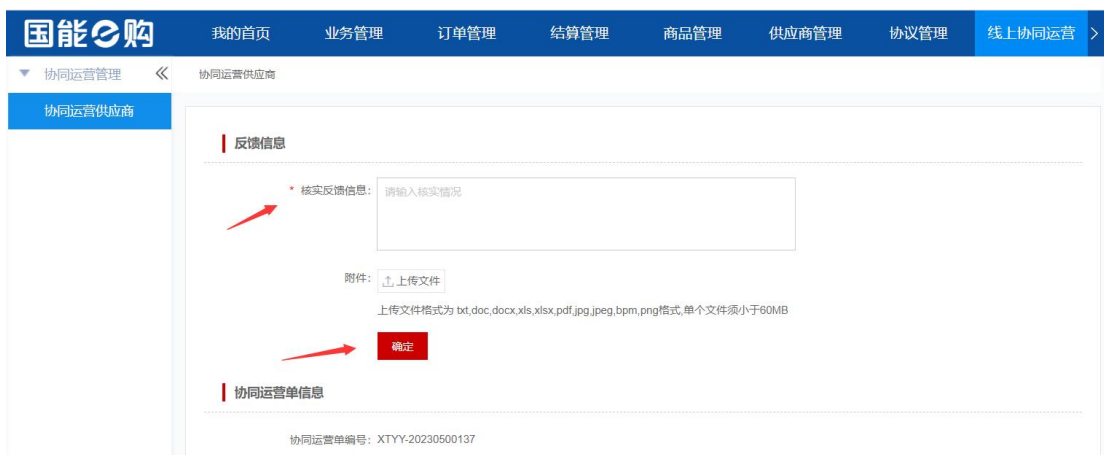 国能e购 我的首页 业务管理 订单管理 结算管理 商品管理 供应商管理 协议管理 线上协同运营 >
协同运营管理 协同运营供应商
协同运营供应商
反馈信息
* 核实反馈信息: 请输入核实情况
附件: 上传文件
上传文件格式为 txt,doc,docx,xls,xlsx,pdf,jpg,jpeg,bpm,png格式,单个文件须小于60MB
确定
协同运营单信息
协同运营单编号: XTYY-20230500137